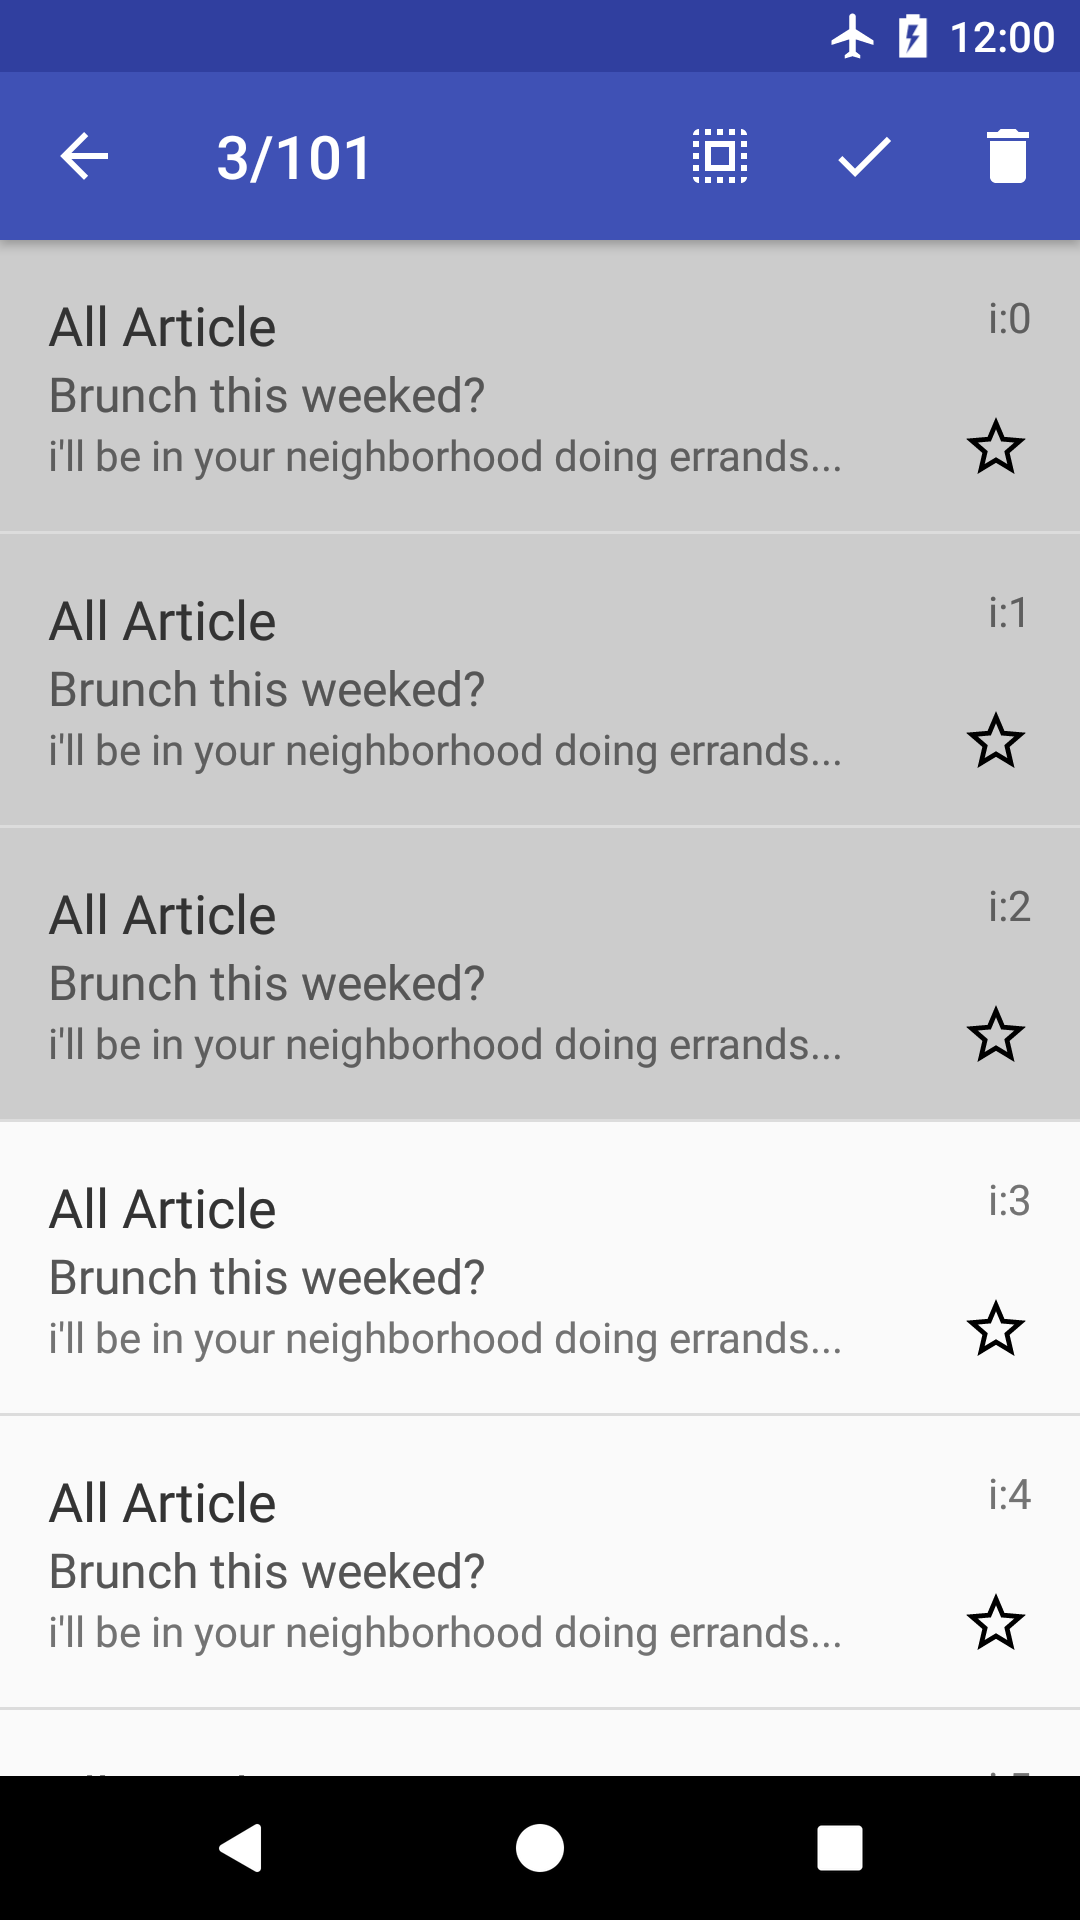 12:00
3/101
All Article
i:0
Brunch this weeked?
i'll be in your neighborhood doing errands...
All Article
i:1
Brunch this weeked?
i'll be in your neighborhood doing errands...
All Article
i:2
Brunch this weeked?
i'll be in your neighborhood doing errands...
All Article
i:3
Brunch this weeked?
i'll be in your neighborhood doing errands...
All Article
i:4
Brunch this weeked?
i'll be in your neighborhood doing errands...